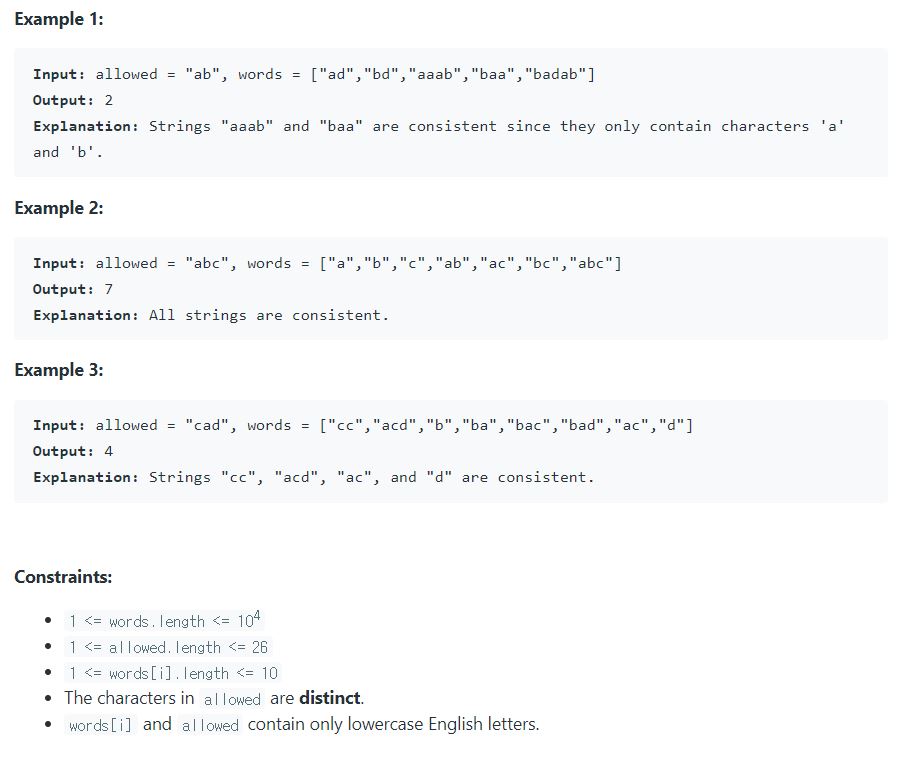 Example 1:
Input: allowed = "ab", words = ["ad","bd","aaab","baa","badab"]
Output: 2
Explanation: Strings "aaab" and "baa" are consistent since they only contain characters 'a'
and 'b'.
Example 2:
Input: allowed = "abc", words = ["a","b","c","ab","ac","bc","abc"]
Output: 7
Explanation: All strings are consistent.
Example 3:
Input: allowed = "cad", words = ["cc","acd","b","ba","bac","bad","ac","d"]
Output: 4
Explanation: Strings "cc", "acd", "ac", and "d" are consistent.
Constraints:
• 1 <= words.length <= 10⁴
• 1 <= allowed.length <= 26
• 1 <= words[i].length <= 10
• The characters in allowed are distinct.
• words[i] and allowed contain only lowercase English letters.